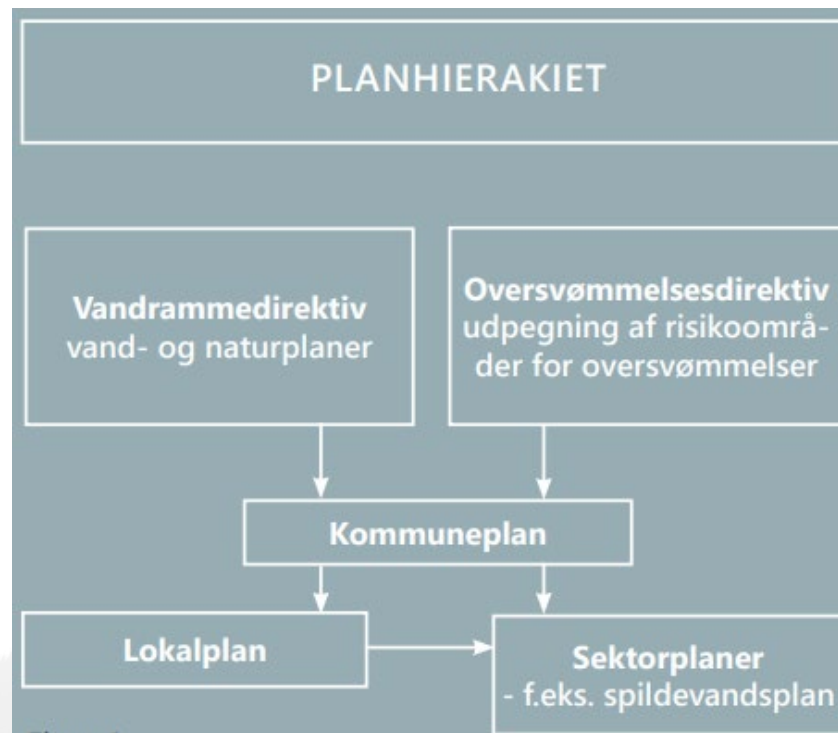 PLANHIERAKIET
Vandrammedirektiv
vand- og naturplaner
Oversvømmelsesdirektiv
udpegning af risikoområ-
der for oversvømmelser
Kommuneplan
Lokalplan
Sektorplaner
- f.eks. spildevandsplan